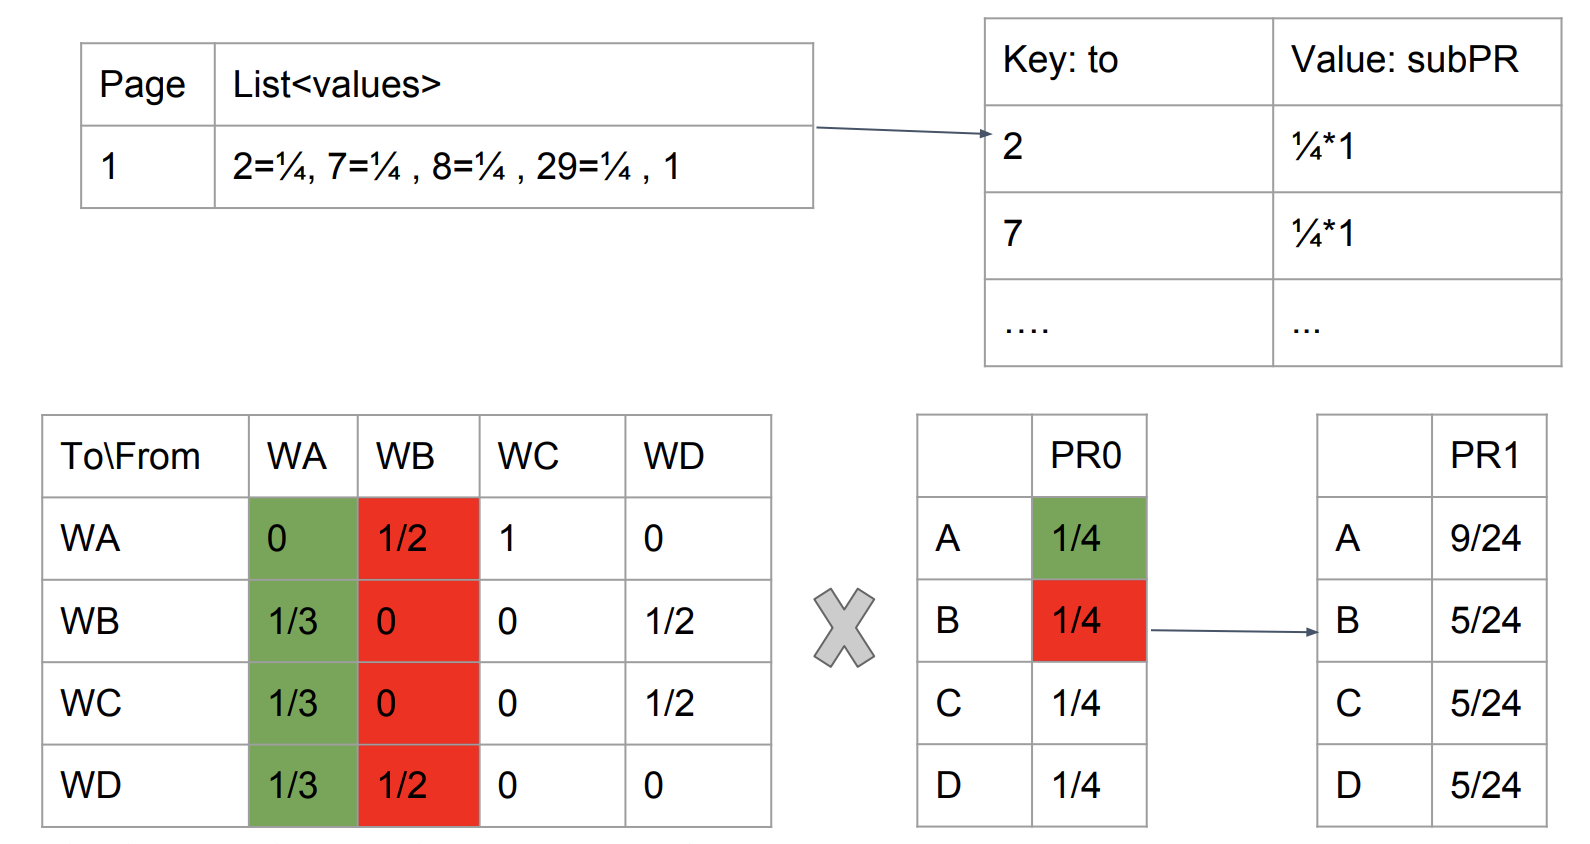 Page List<values>
1 2=¼, 7=¼ , 8=¼ , 29=¼ , 1
Key: to Value: subPR
2 ¼*1
7 ¼*1
.... ...
To\From WA WB WC WD
WA 0 1/2 1 0
WB 1/3 0 0 1/2
WC 1/3 0 0 1/2
WD 1/3 1/2 0 0
PR0
A 1/4
B 1/4
C 1/4
D 1/4
PR1
A 9/24
B 5/24
C 5/24
D 5/24